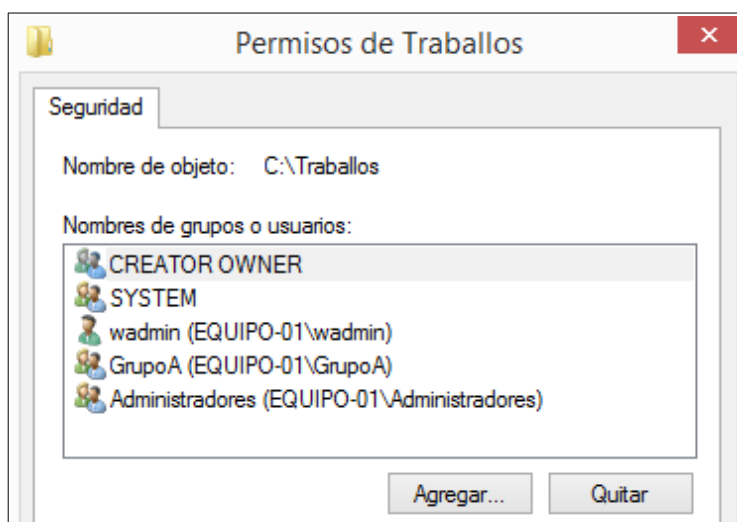 Permisos de Traballos
Seguridad
Nombre de objeto: C:\Traballos
Nombres de grupos o usuarios:
CREATOR OWNER
SYSTEM
wadmin (EQUIPO-01\wadmin)
GrupoA (EQUIPO-01\GrupoA)
Administradores (EQUIPO-01\Administradores)
Agregar... Quitar